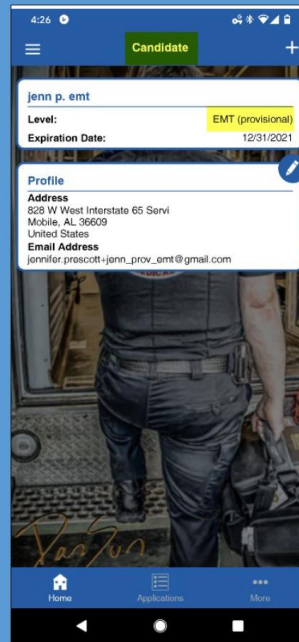 4:26
Candidate
jenn p. emt
Level: EMT (provisional)
Expiration Date: 12/31/2021
Profile
Address
828 W West Interstate 65 Servi
Mobile, AL 36609
United States
Email Address
jennifer.prescott+jenn_prov_emt@gmail.com
Home Applications More